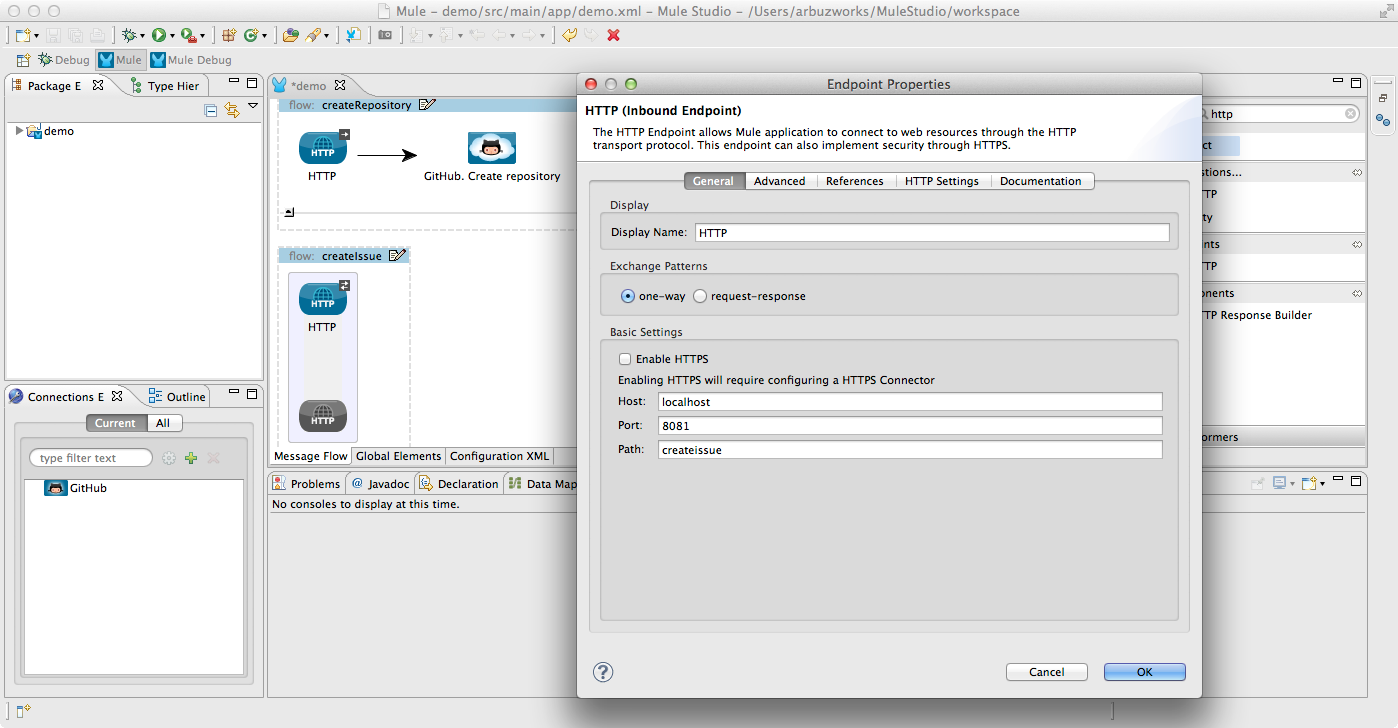 Mule – demo/src/main/app/demo.xml – Mule Studio – /Users/arbuzworks/MuleStudio/workspace
Debug Mule Mule Debug
Package E Type Hier
demo
Connections E Outline
Current All
type filter text
GitHub
*demo
flow: createRepository
HTTP
HTTP
GitHub. Create repository
flow: createIssue
HTTP
HTTP
HTTP
Message Flow Global Elements Configuration XML
Problems @ Javadoc Declaration Data Map
No consoles to display at this time.
Endpoint Properties
HTTP (Inbound Endpoint)
The HTTP Endpoint allows Mule application to connect to web resources through the HTTP
transport protocol. This endpoint can also implement security through HTTPS.
General Advanced References HTTP Settings Documentation
Display
Display Name: HTTP
Exchange Patterns
one-way request-response
Basic Settings
Enable HTTPS
Enabling HTTPS will require configuring a HTTPS Connector
Host: localhost
Port: 8081
Path: createissue
? Cancel OK
http
ct
stions...
TP
ty
nts
TP
onents
TP Response Builder
ormers